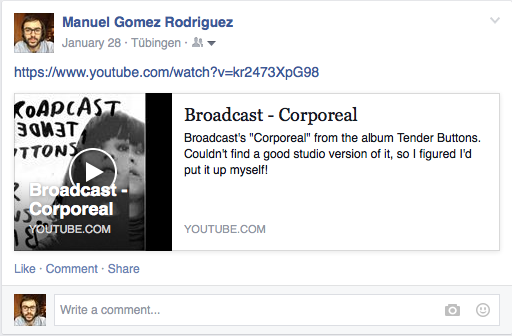 Manuel Gomez Rodriguez
January 28 · Tübingen ·
https://www.youtube.com/watch?v=kr2473XpG98
ROADCAST
TENDE
TTONS
Broadcast -
Corporeal
YOUTUBE.COM
Broadcast - Corporeal
Broadcast's "Corporeal" from the album Tender Buttons.
Couldn't find a good studio version of it, so I figured I'd
put it up myself!
YOUTUBE.COM
Like · Comment · Share
Write a comment...